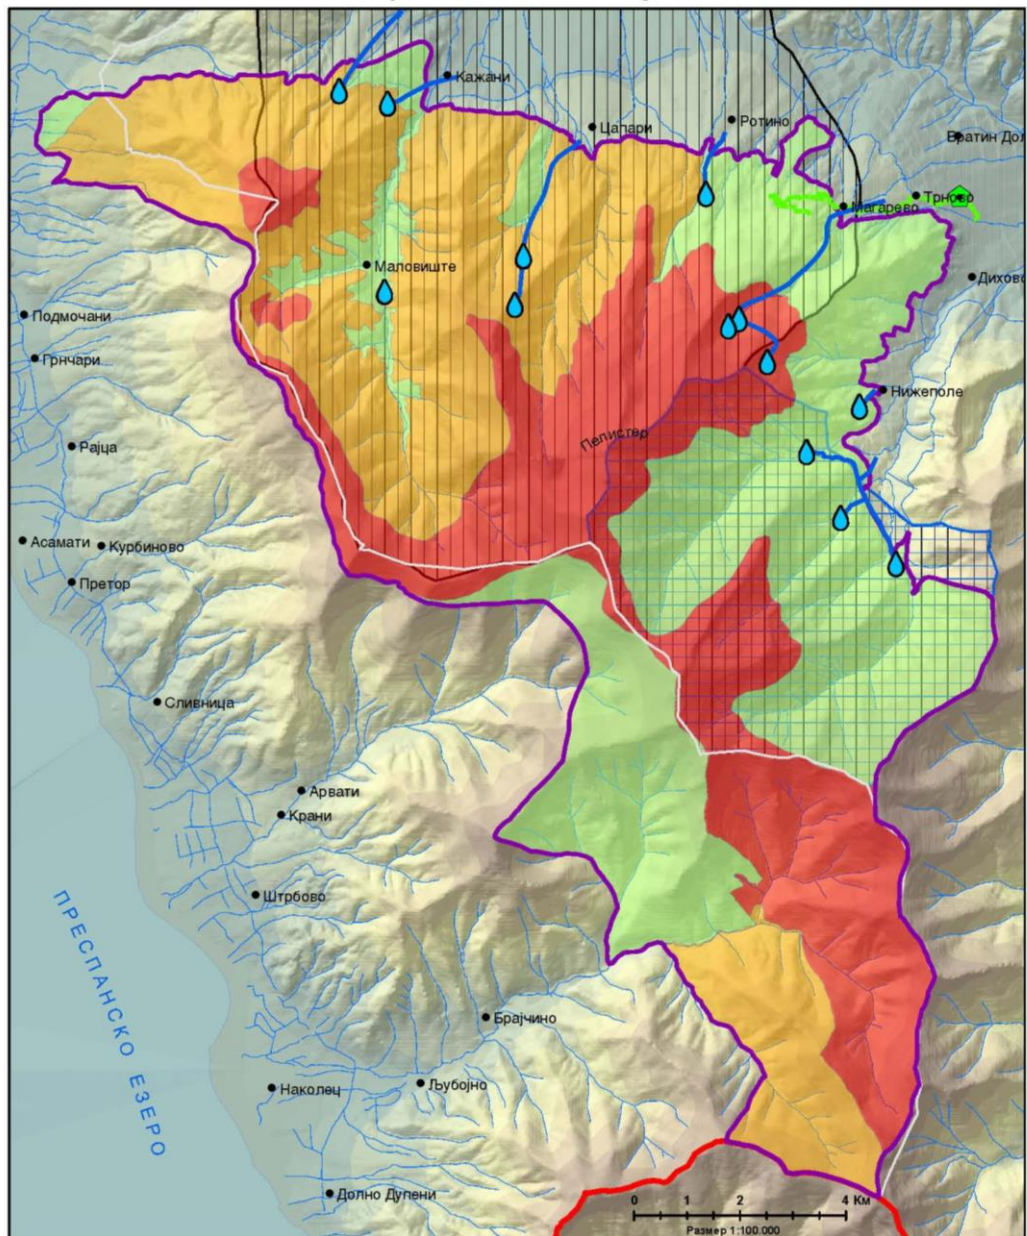 Кажани
Цапари
Ротино
Братин Дол
Трново
Магарево
Маловиште
Дихово
Подмочани
Грнчари
Нижеполе
Пелистер
Рајца
Асамати
Курбиново
Претор
Сливница
Арвати
Крани
Штрбово
ПРЕСПАНСКО ЕЗЕРО
Брајчино
Наколец
Љубојно
Долно Дупени
0 1 2 4 Км
Размер 1:100.000